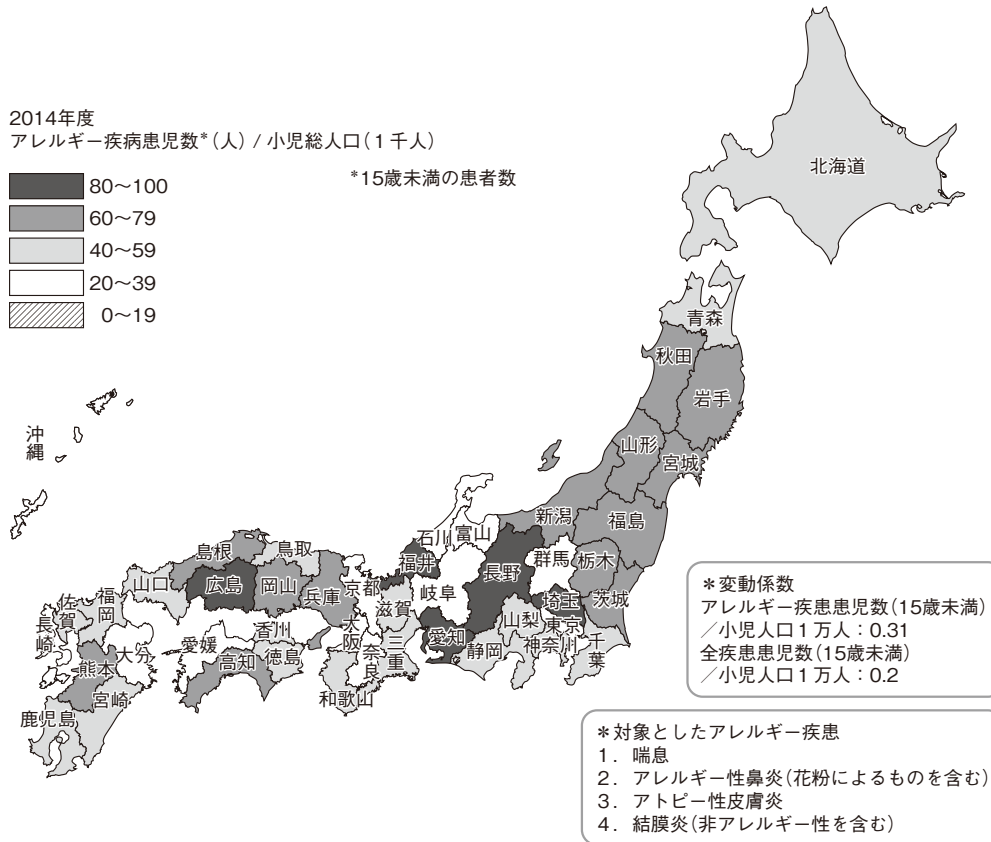 2014年度
アレルギー疾病患児数*(人) / 小児総人口(1千人)
*15歳未満の患者数
80~100
60~79
40~59
20~39
0~19
北海道
青森
秋田
岩手
山形
宮城
新潟
福島
沖縄
石川
富山
福井
長野
群馬
栃木
茨城
埼玉
東京
千葉
神奈川
山梨
静岡
愛知
岐阜
三重
滋賀
京都
大阪
奈良
和歌山
兵庫
鳥取
島根
岡山
広島
山口
香川
徳島
愛媛
高知
福岡
佐賀
長崎
熊本
大分
宮崎
鹿児島
*変動係数
アレルギー疾患患児数(15歳未満)
/小児人口1万人:0.31
全疾患患児数(15歳未満)
/小児人口1万人:0.2
*対象としたアレルギー疾患
1. 喘息
2. アレルギー性鼻炎(花粉によるものを含む)
3. アトピー性皮膚炎
4. 結膜炎(非アレルギー性を含む)